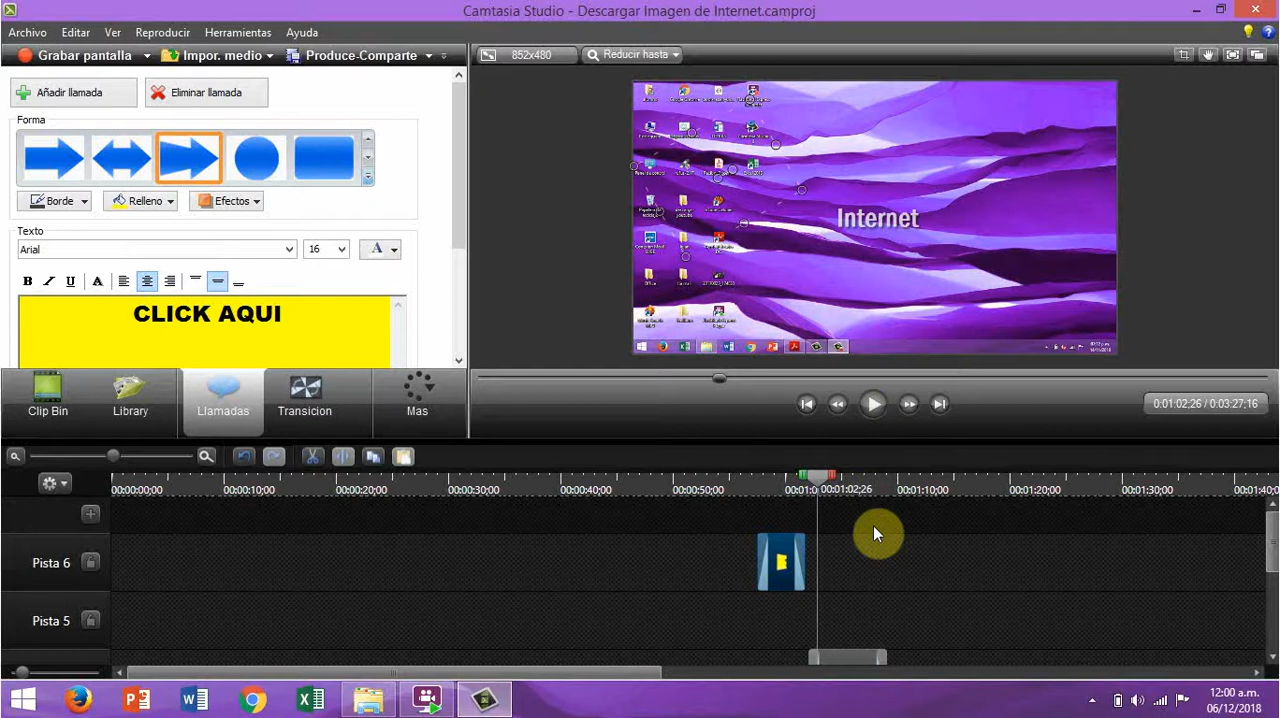 Camtasia Studio - Descargar Imagen de Internet.camproj
Archivo Editar Ver Reproducir Herramientas Ayuda
Grabar pantalla Impor. medio Produce-Comparte
852x480 Reducir hasta
Añadir llamada Eliminar llamada
Forma
Borde Relleno Efectos
Texto
Arial 16 A
B I U A
CLICK AQUI
Internet
Clip Bin Library Llamadas Transicion Mas
0:01:02;26 / 0:03:27;16
00:00:00;00 00:00:10;00 00:00:20;00 00:00:30;00 00:00:40;00 00:00:50;00 00:01:02;26 00:01:10;00 00:01:20;00 00:01:30;00
Pista 6
Pista 5
12:00 a.m.
06/12/2018